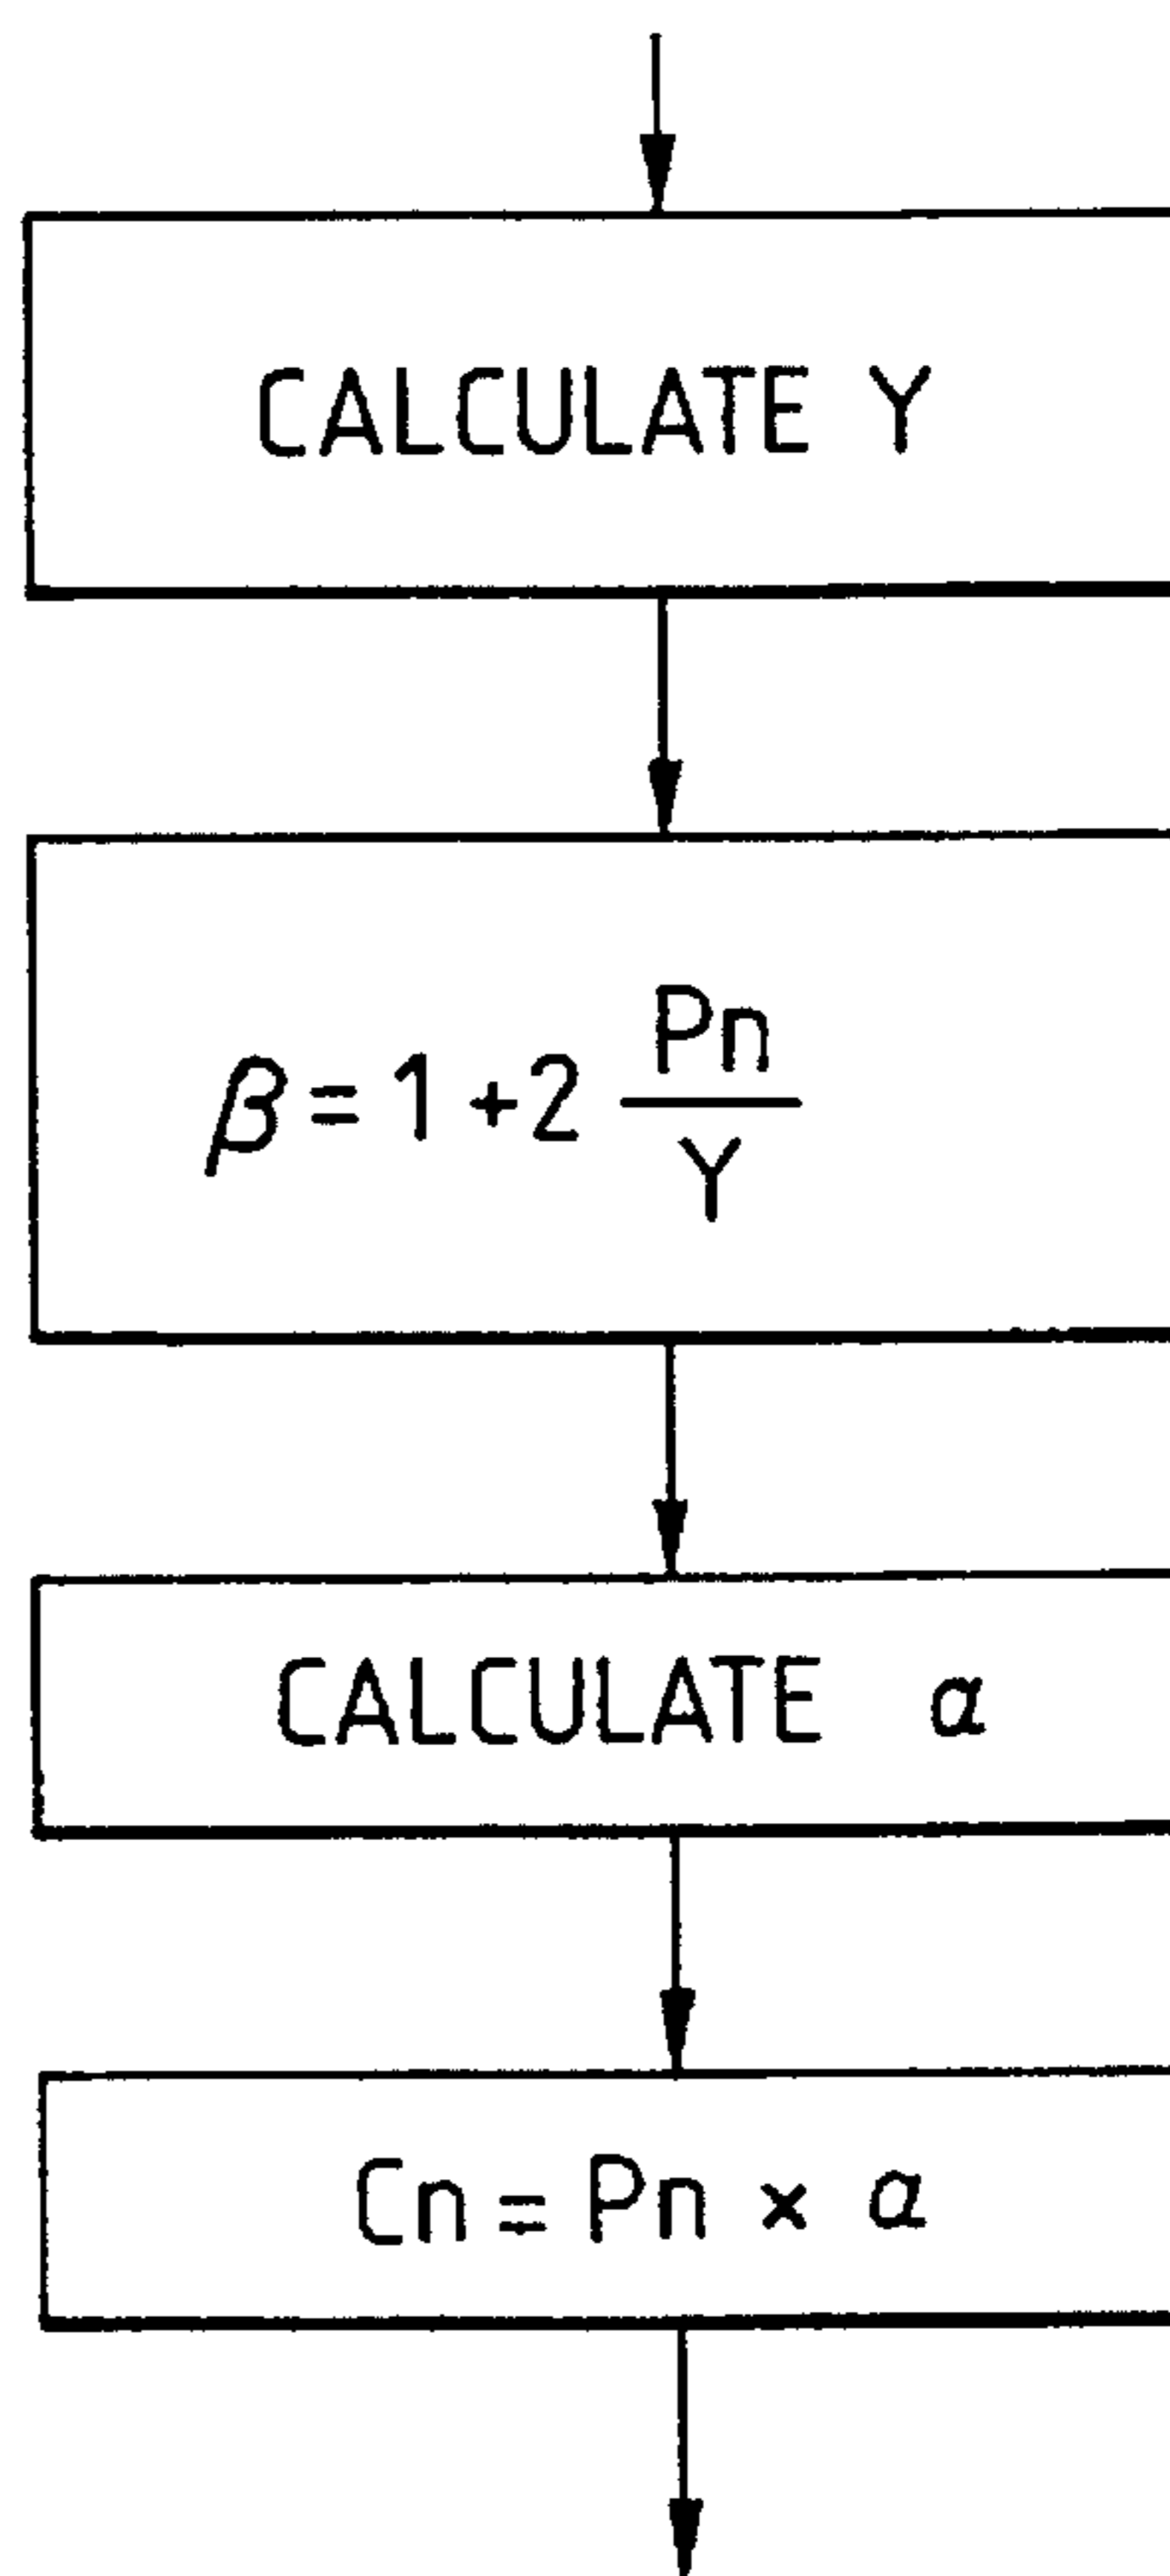 CALCULATE Y
β = 1 + 2 Pn / Y
CALCULATE α
Cn = Pn × α